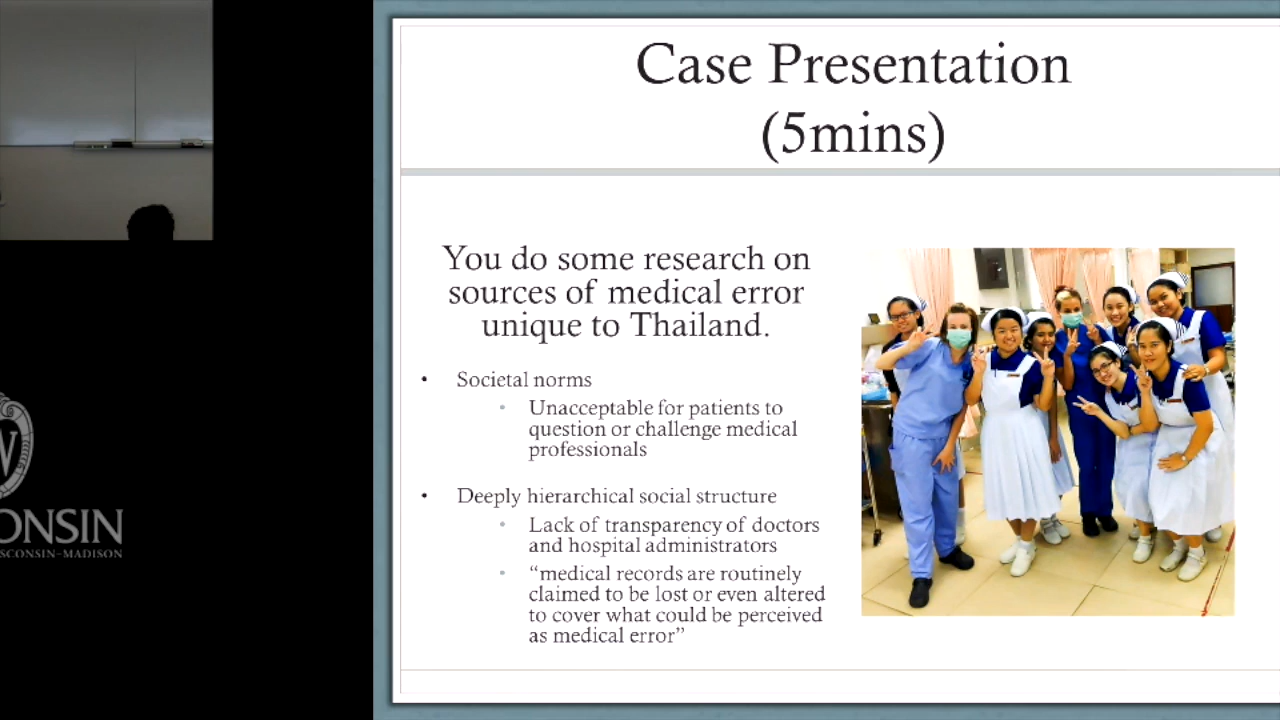 Case Presentation
(5mins)
You do some research on
sources of medical error
unique to Thailand.
• Societal norms
• Unacceptable for patients to
question or challenge medical
professionals
• Deeply hierarchical social structure
• Lack of transparency of doctors
and hospital administrators
• “medical records are routinely
claimed to be lost or even altered
to cover what could be perceived
as medical error”
W
ONSIN
SCONSIN–MADISON